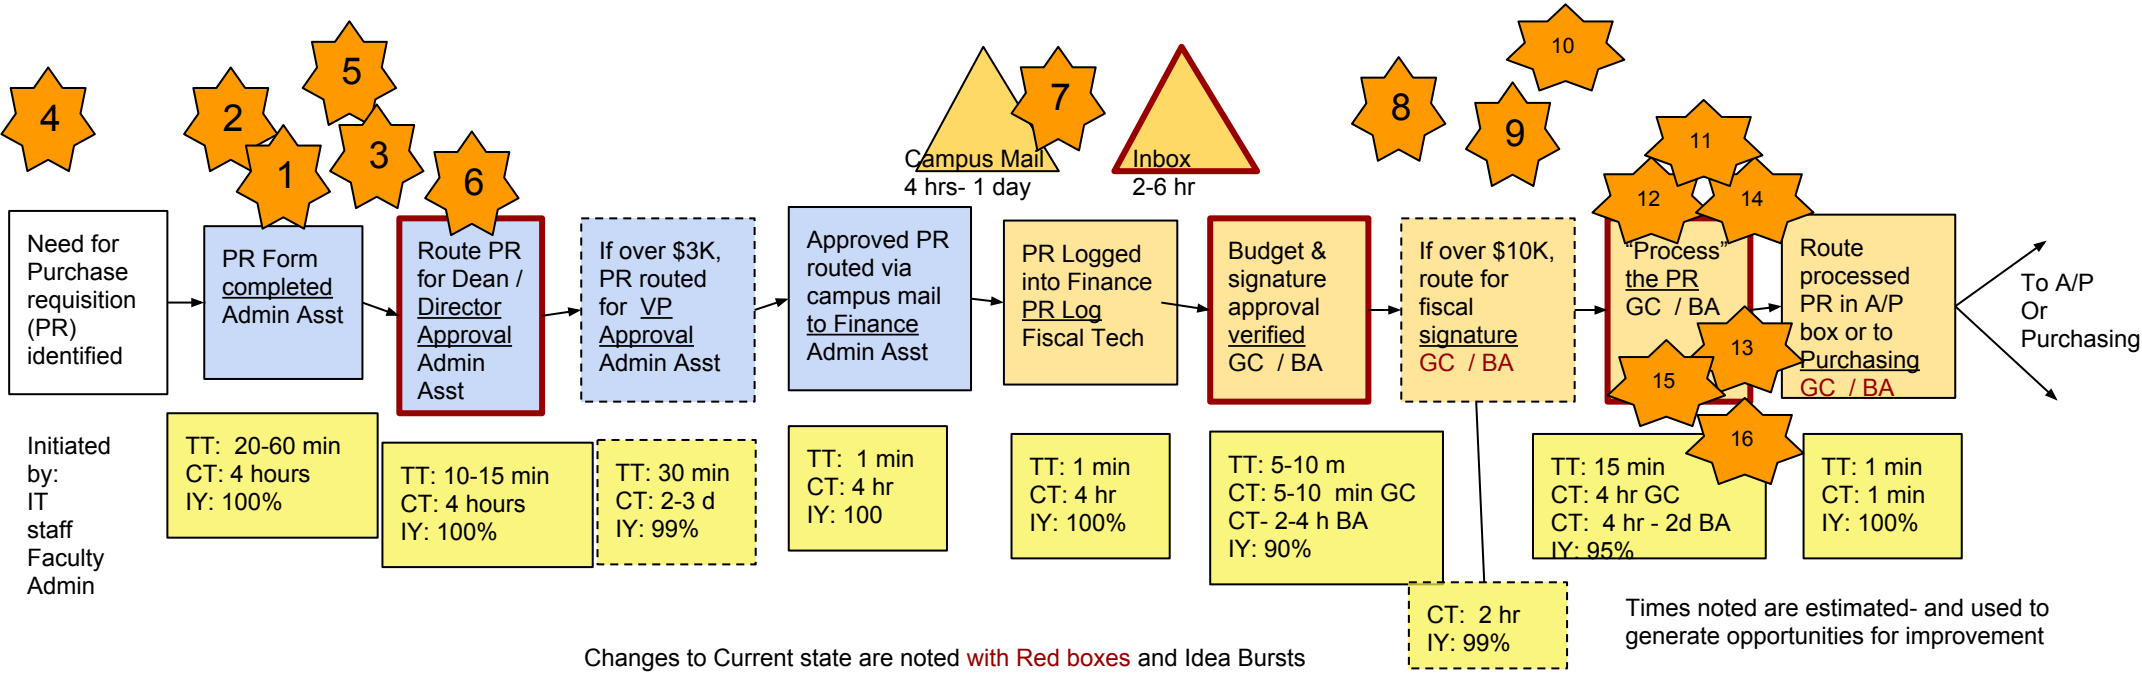 4
2
1
5
3
6
7
8
9
10
11
12
14
13
15
16
Campus Mail
4 hrs- 1 day
Inbox
2-6 hr
Need for
Purchase
requisition
(PR)
identified
PR Form
completed
Admin Asst
Route PR
for Dean /
Director
Approval
Admin
Asst
If over $3K,
PR routed
for VP
Approval
Admin Asst
Approved PR
routed via
campus mail
to Finance
Admin Asst
PR Logged
into Finance
PR Log
Fiscal Tech
Budget &
signature
approval
verified
GC / BA
If over $10K,
route for
fiscal
signature
GC / BA
“Process”
the PR
GC / BA
Route
processed
PR in A/P
box or to
Purchasing
GC / BA
To A/P
Or
Purchasing
Initiated
by:
IT
staff
Faculty
Admin
TT: 20-60 min
CT: 4 hours
IY: 100%
TT: 10-15 min
CT: 4 hours
IY: 100%
TT: 30 min
CT: 2-3 d
IY: 99%
TT: 1 min
CT: 4 hr
IY: 100
TT: 1 min
CT: 4 hr
IY: 100%
TT: 5-10 m
CT: 5-10 min GC
CT- 2-4 h BA
IY: 90%
CT: 2 hr
IY: 99%
TT: 15 min
CT: 4 hr GC
CT: 4 hr - 2d BA
IY: 95%
TT: 1 min
CT: 1 min
IY: 100%
Times noted are estimated- and used to
generate opportunities for improvement
Changes to Current state are noted with Red boxes and Idea Bursts